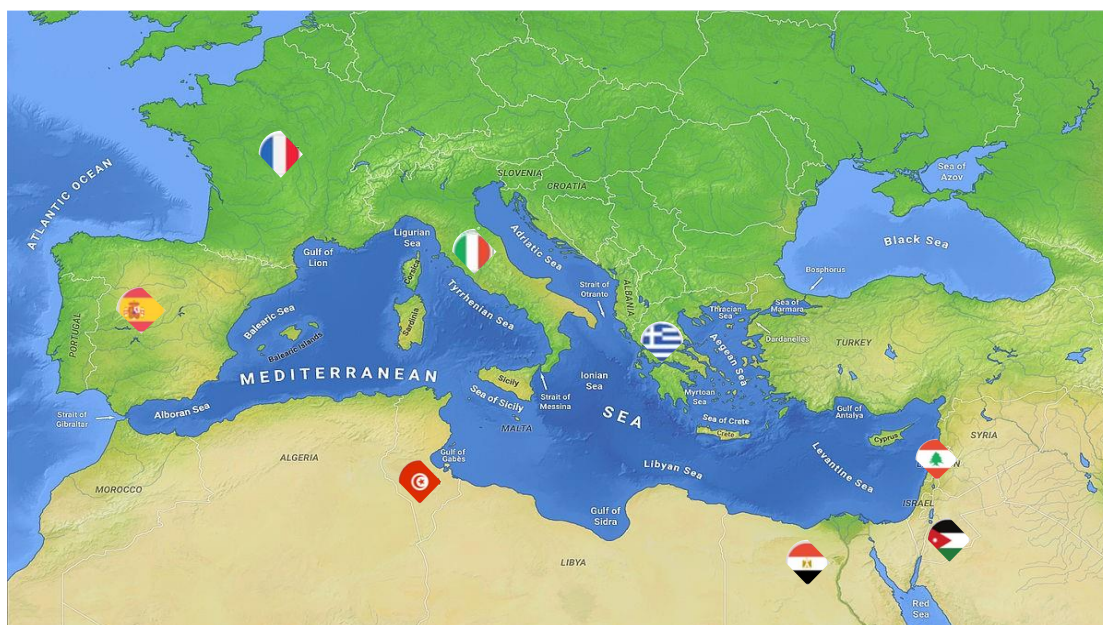 ATLANTIC OCEAN
SLOVENIA
CROATIA
Sea of
Azov
Black Sea
Bosphorus
Ligurian
Sea
Gulf of
Lion
Corsica
Adriatic Sea
Strait of
Otranto
ALBANIA
Thracian
Sea
Sea of
Marmara
Dardanelles
TURKEY
PORTUGAL
Balearic Sea
Balearic Islands
Sardinia
Tyrrhenian Sea
Aegean Sea
MEDITERRANEAN
SEA
Ionian
Sea
Sicily
Strait of
Messina
Sea of Sicily
MALTA
Myrtoan
Sea
Sea of Crete
Crete
Gulf of
Antalya
Cyprus
SYRIA
Strait of
Gibraltar
Alboran Sea
ALGERIA
MOROCCO
Gulf of
Gabès
Libyan Sea
Levantine Sea
ISRAEL
Gulf of
Sidra
LIBYA
Red
Sea